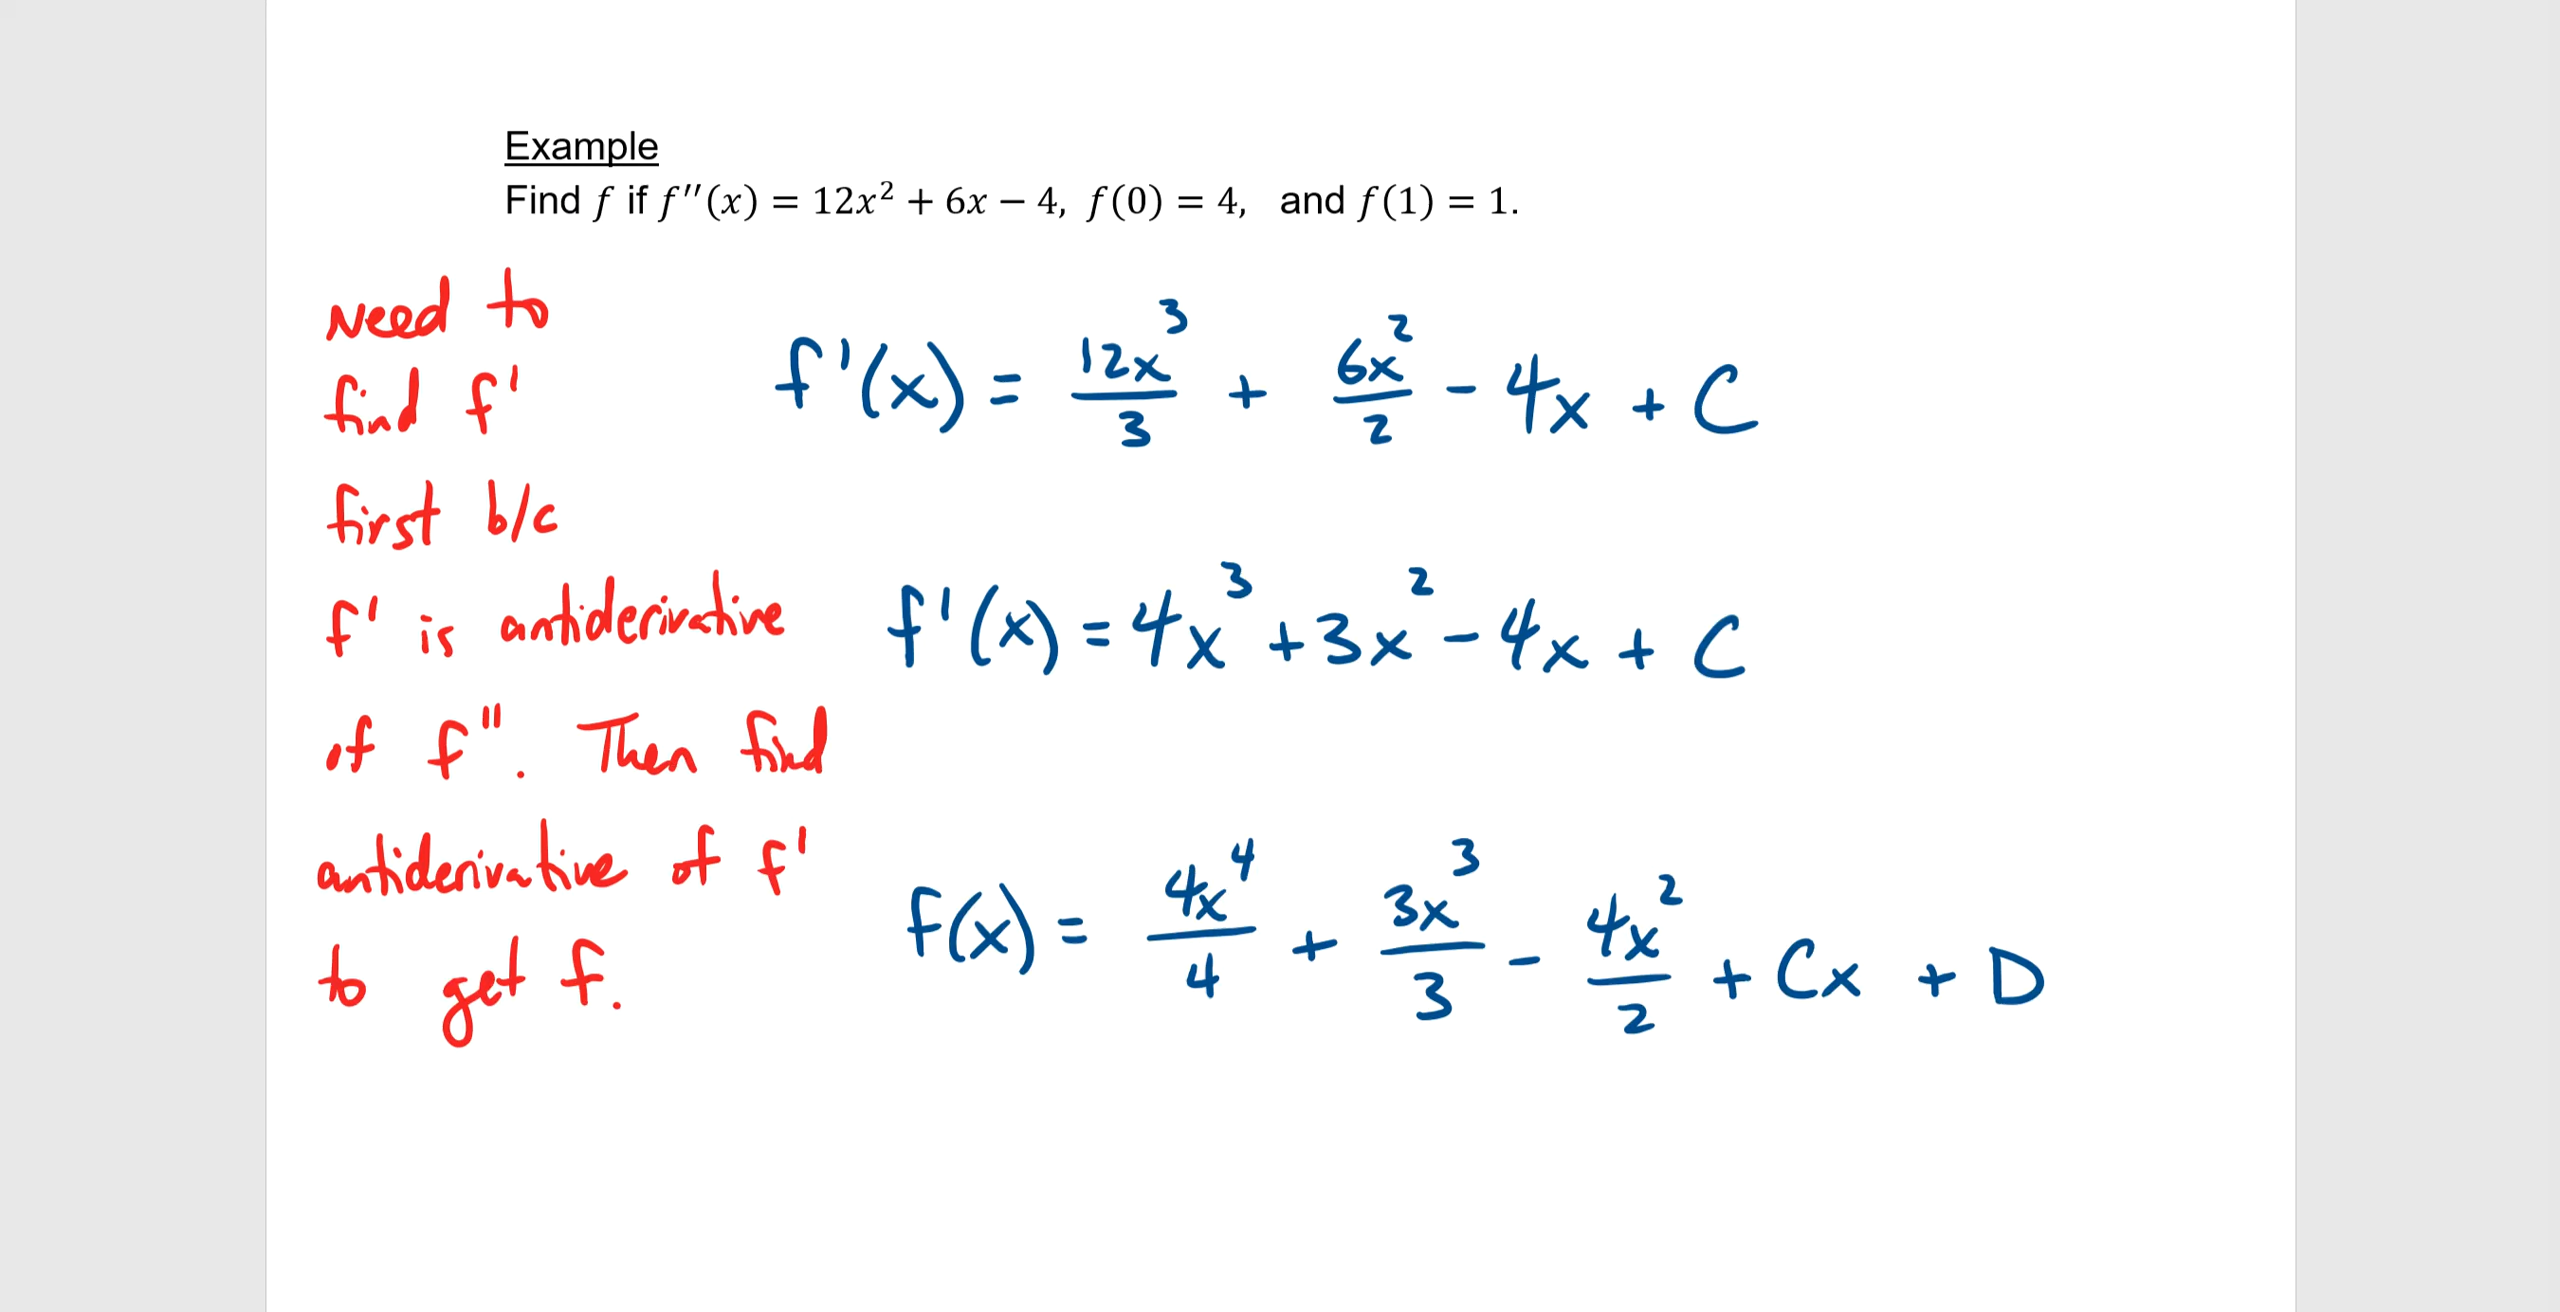 Example
Find f if f″(x) = 12x² + 6x − 4, f(0) = 4, and f(1) = 1.
Need to
find f'
first b/c
f' is antiderivative
of f". Then find
antiderivative of f'
to get f.
f'(x) = 12x³/3 + 6x²/2 - 4x + C
f'(x) = 4x³ + 3x² - 4x + C
f(x) = 4x⁴/4 + 3x³/3 - 4x²/2 + Cx + D